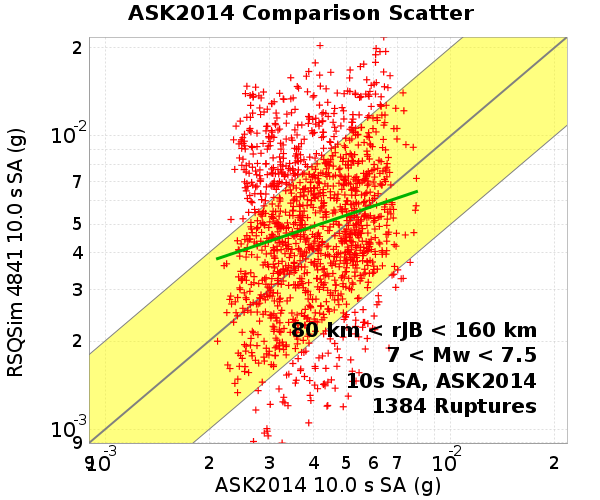 ASK2014 Comparison Scatter
RSQSim 4841 10.0 s SA (g)
2
10-2
7
5
4
3
2
10-3
9
80 km < rJB < 160 km
7 < Mw < 7.5
10s SA, ASK2014
1384 Ruptures
9 10-3 2 3 4 5 6 7 10-2 2
ASK2014 10.0 s SA (g)